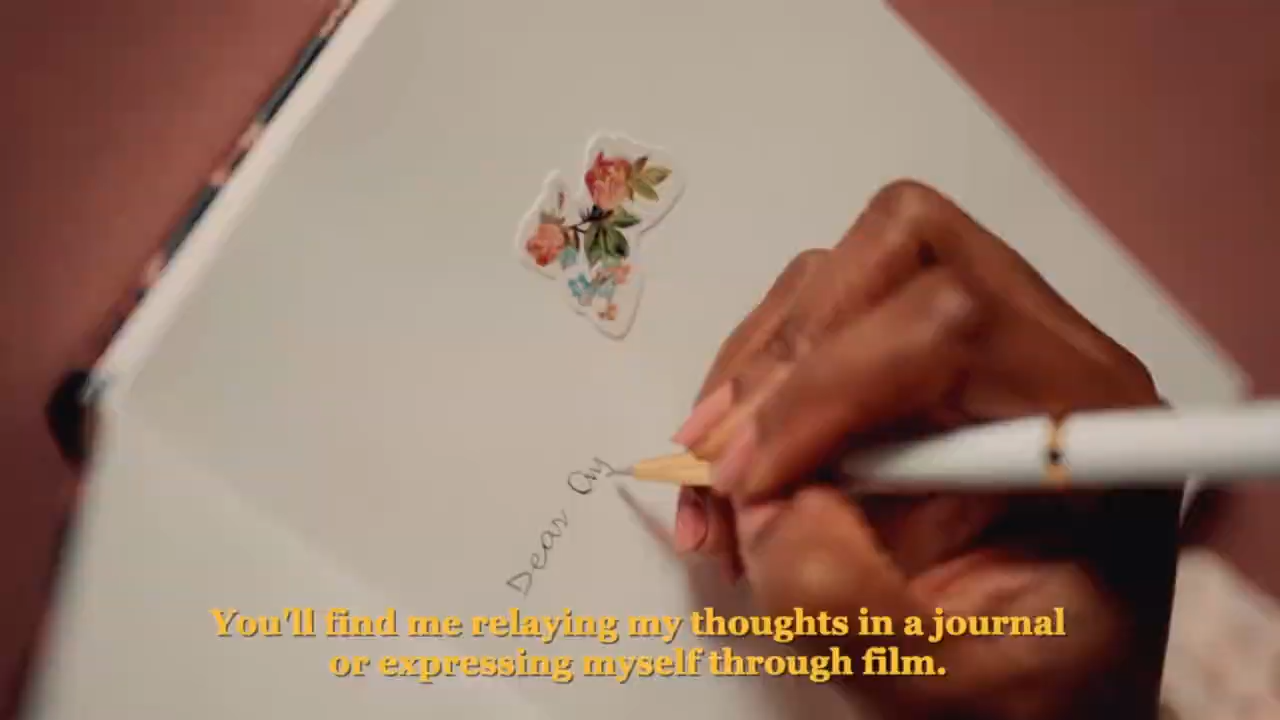 Dear
You'll find me relaying my thoughts in a journal
or expressing myself through film.